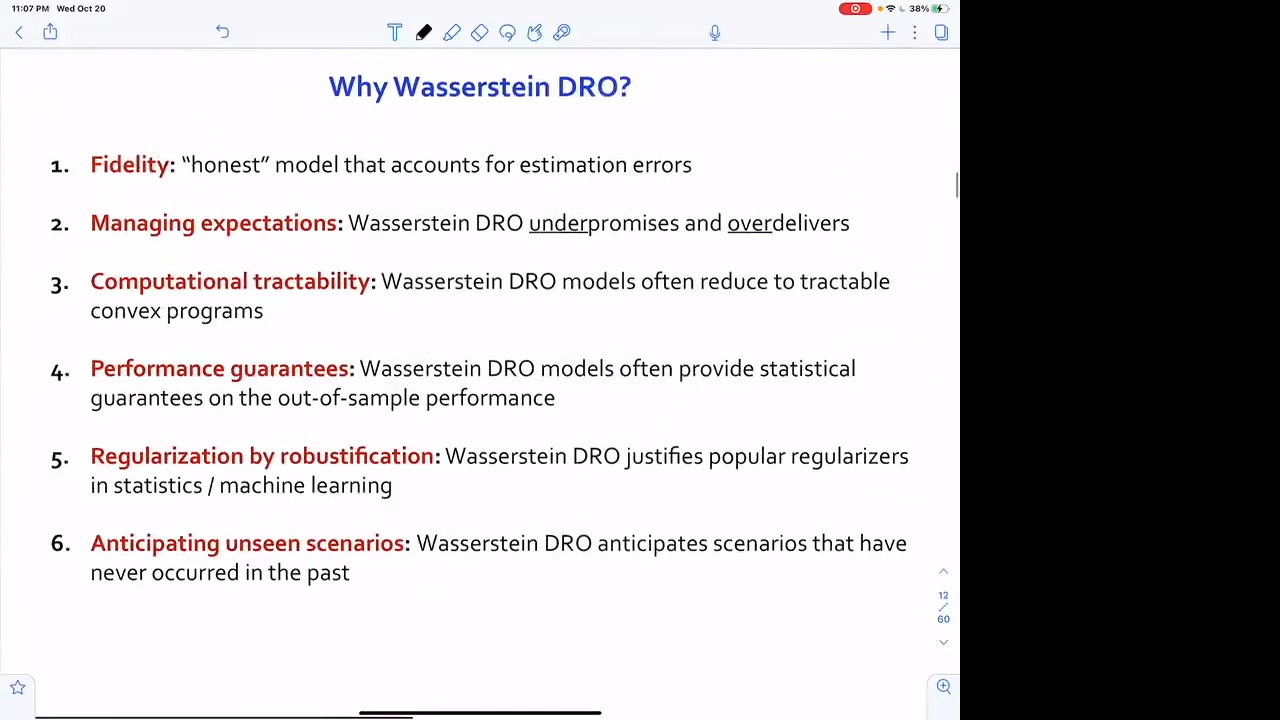 11:07 PM Wed Oct 20
38%
Why Wasserstein DRO?
1. Fidelity: “honest” model that accounts for estimation errors
2. Managing expectations: Wasserstein DRO underpromises and overdelivers
3. Computational tractability: Wasserstein DRO models often reduce to tractable
convex programs
4. Performance guarantees: Wasserstein DRO models often provide statistical
guarantees on the out-of-sample performance
5. Regularization by robustification: Wasserstein DRO justifies popular regularizers
in statistics / machine learning
6. Anticipating unseen scenarios: Wasserstein DRO anticipates scenarios that have
never occurred in the past
12
/
60